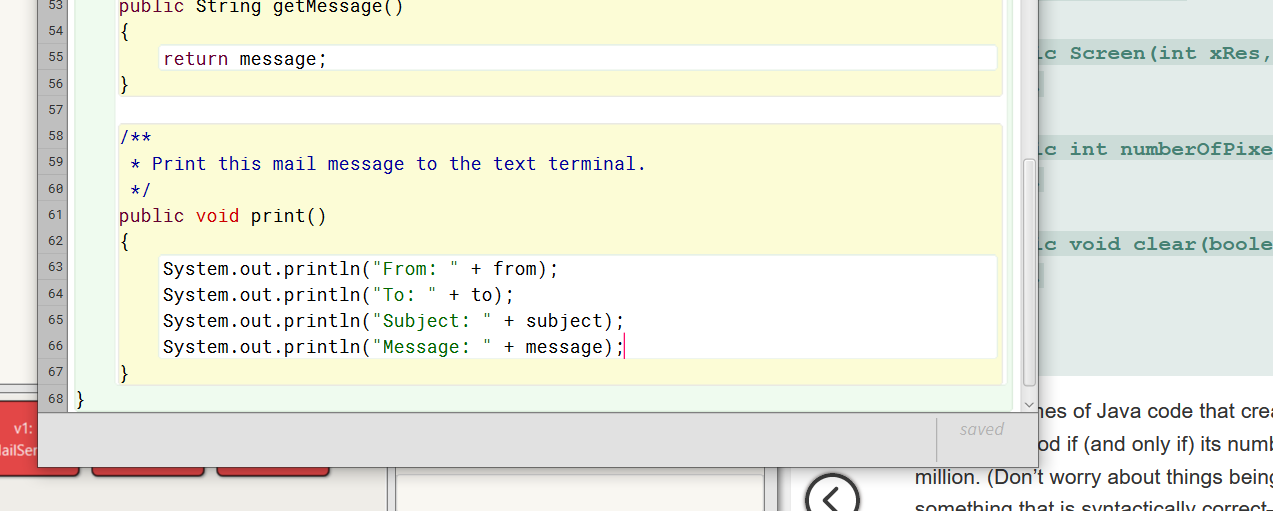 53 public String getMessage()
54 {
55 return message;
56 }
57
58 /**
59 * Print this mail message to the text terminal.
60 */
61 public void print()
62 {
63 System.out.println("From: " + from);
64 System.out.println("To: " + to);
65 System.out.println("Subject: " + subject);
66 System.out.println("Message: " + message);
67 }
68 }
saved
v1:
c Screen(int xRes,
c int numberOfPixe
c void clear(boole
nes of Java code that crea
od if (and only if) its numb
million. (Don't worry about things being
something that is syntactically correct-